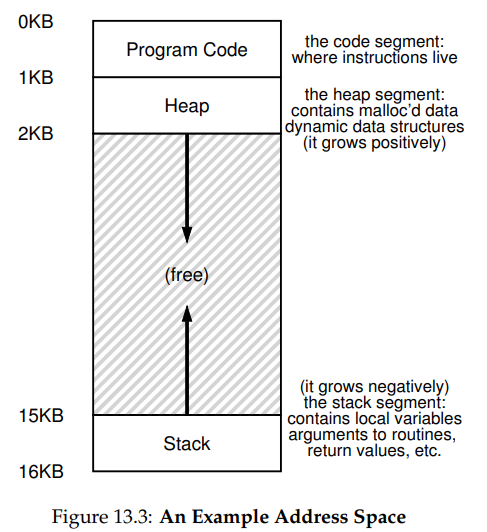 0KB
Program Code
the code segment:
where instructions live
1KB
Heap
the heap segment:
contains malloc'd data
dynamic data structures
(it grows positively)
2KB
(free)
(it grows negatively)
the stack segment:
contains local variables
arguments to routines,
return values, etc.
15KB
Stack
16KB
Figure 13.3: An Example Address Space